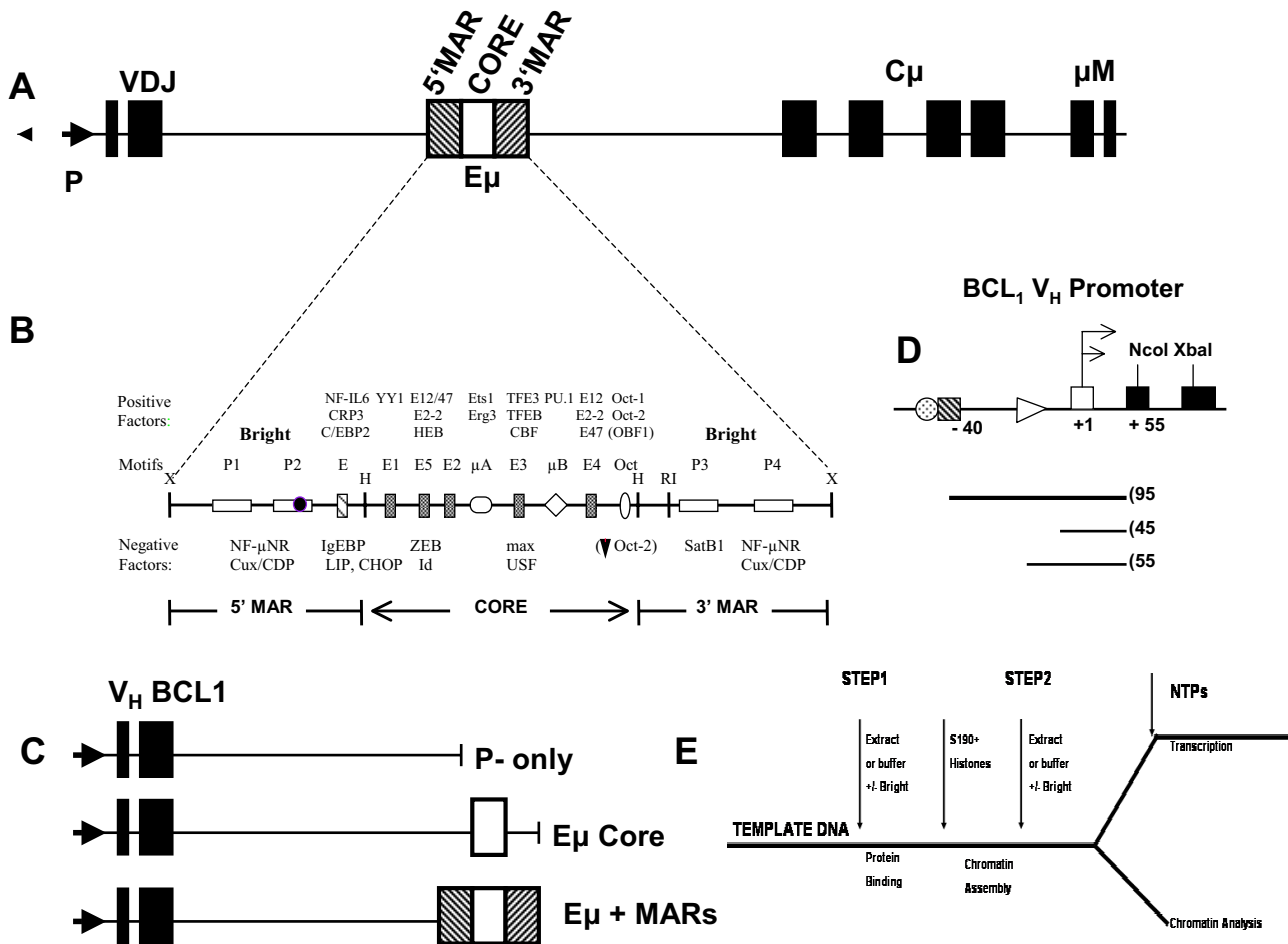 A
VDJ
5‘MAR
CORE
3‘MAR
Cµ
µM
P
Eµ
B
Positive
Factors:
NF-IL6 YY1 E12/47 Ets1 TFE3 PU.1 E12 Oct-1
CRP3 E2-2 Erg3 TFEB E2-2 Oct-2
C/EBP2 HEB CBF E47 (OBF1)
Bright Bright
Motifs P1 P2 E E1 E5 E2 µA E3 µB E4 Oct P3 P4
X H H RI X
Negative
Factors:
NF-µNR IgEBP ZEB max ( Oct-2) SatB1 NF-µNR
Cux/CDP LIP, CHOP Id USF Cux/CDP
5’ MAR CORE 3’ MAR
BCL1 VH Promoter
D
NcoI XbaI
- 40 +1 + 55
(95
(45
(55
C
VH BCL1
P- only
Eµ Core
Eµ + MARs
E
STEP1 STEP2 NTPs
Extract
or buffer
+/- Bright
S190+
Histones
Extract
or buffer
+/- Bright
Transcription
TEMPLATE DNA
Protein
Binding
Chromatin
Assembly
Chromatin Analysis